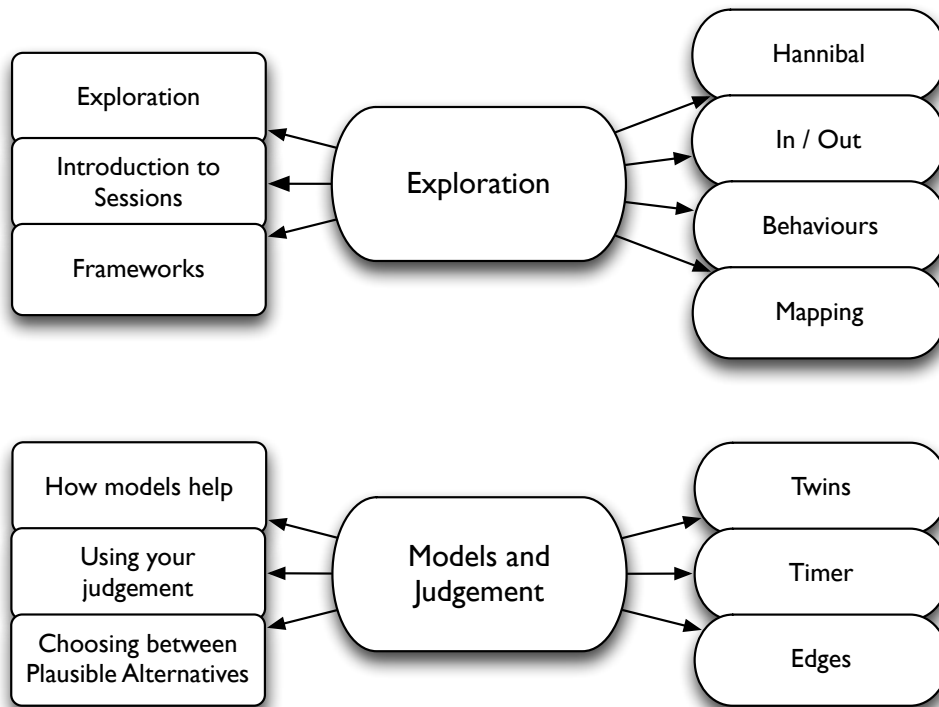 Exploration
Introduction to
Sessions
Frameworks
Exploration
Hannibal
In / Out
Behaviours
Mapping
How models help
Using your
judgement
Choosing between
Plausible Alternatives
Models and
Judgement
Twins
Timer
Edges